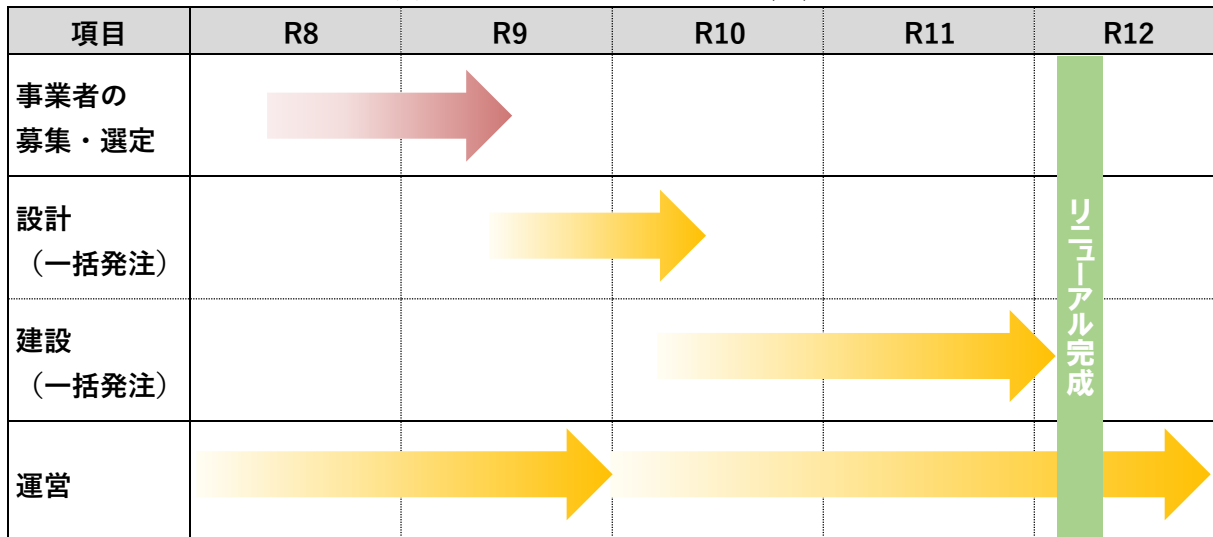 項目
R8
R9
R10
R11
R12
事業者の
募集・選定
設計
（一括発注）
建設
（一括発注）
運営
リニューアル完成